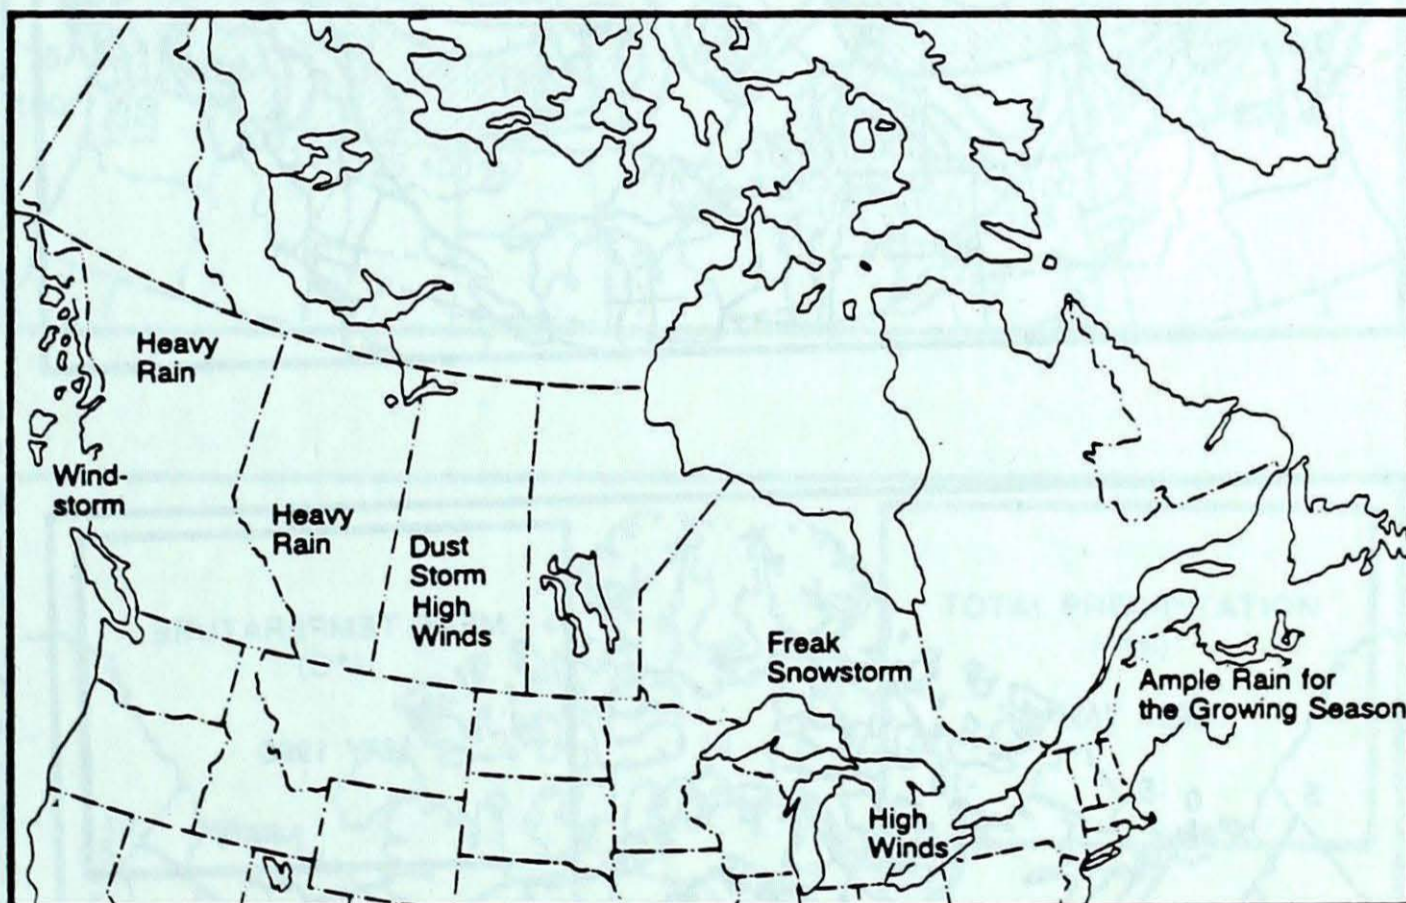 Heavy
Rain
Wind-
storm
Heavy
Rain
Dust
Storm
High
Winds
Freak
Snowstorm
Ample Rain for
the Growing Season
High
Winds